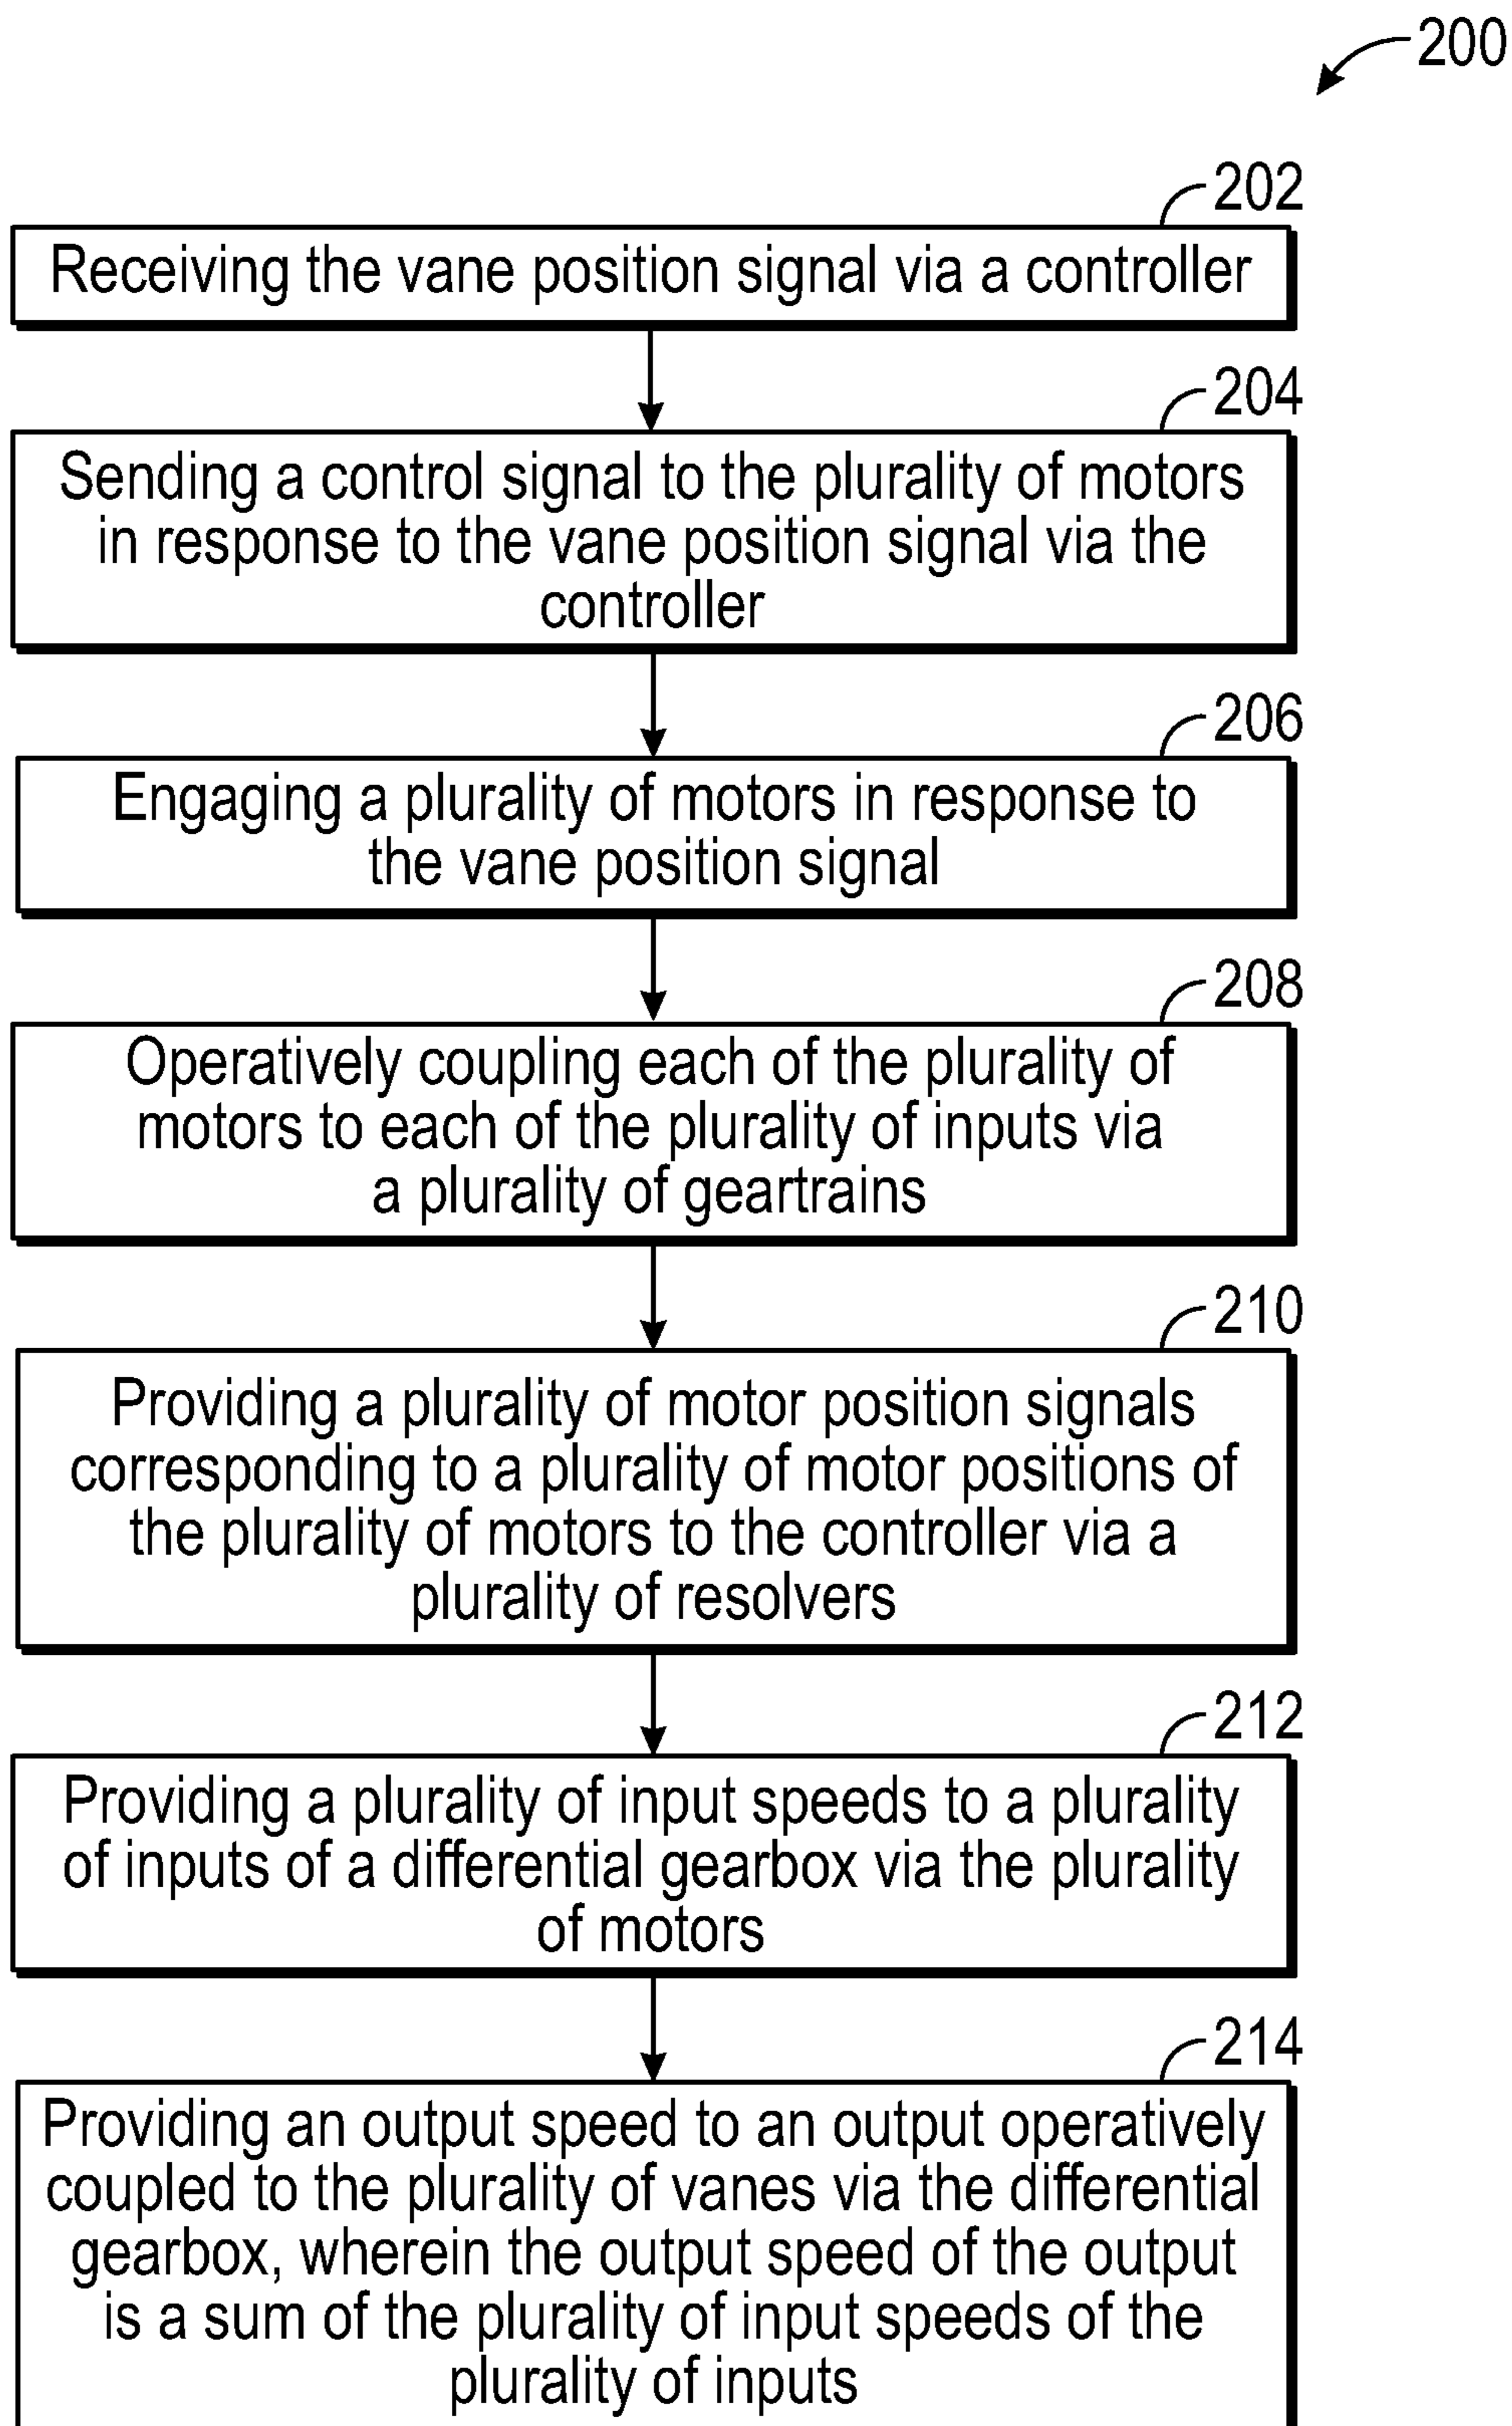 200
202
Receiving the vane position signal via a controller
204
Sending a control signal to the plurality of motors
in response to the vane position signal via the
controller
206
Engaging a plurality of motors in response to
the vane position signal
208
Operatively coupling each of the plurality of
motors to each of the plurality of inputs via
a plurality of geartrains
210
Providing a plurality of motor position signals
corresponding to a plurality of motor positions of
the plurality of motors to the controller via a
plurality of resolvers
212
Providing a plurality of input speeds to a plurality
of inputs of a differential gearbox via the plurality
of motors
214
Providing an output speed to an output operatively
coupled to the plurality of vanes via the differential
gearbox, wherein the output speed of the output
is a sum of the plurality of input speeds of the
plurality of inputs